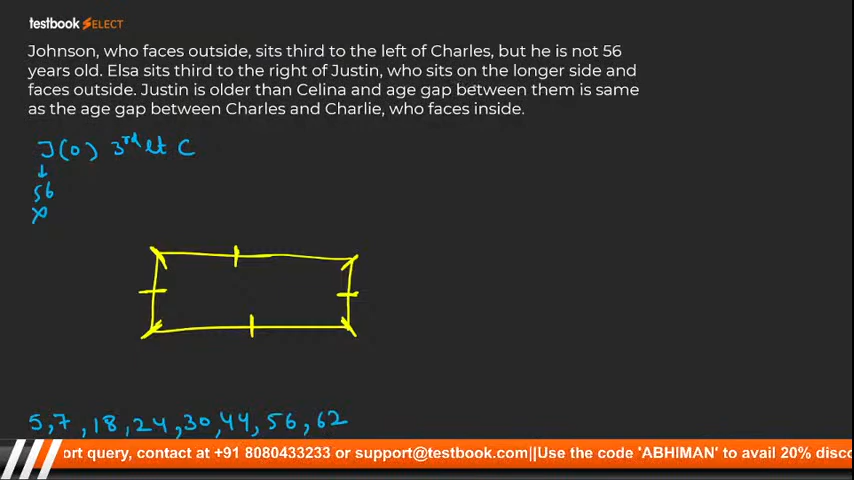 testbook SELECT
Johnson, who faces outside, sits third to the left of Charles, but he is not 56
years old. Elsa sits third to the right of Justin, who sits on the longer side and
faces outside. Justin is older than Celina and age gap between them is same
as the age gap between Charles and Charlie, who faces inside.
J(0) 3rd lt C
↓
56
x
5, 7, 18, 24, 30, 44, 56, 62
ort query, contact at +91 8080433233 or support@testbook.com||Use the code 'ABHIMAN' to avail 20% disco